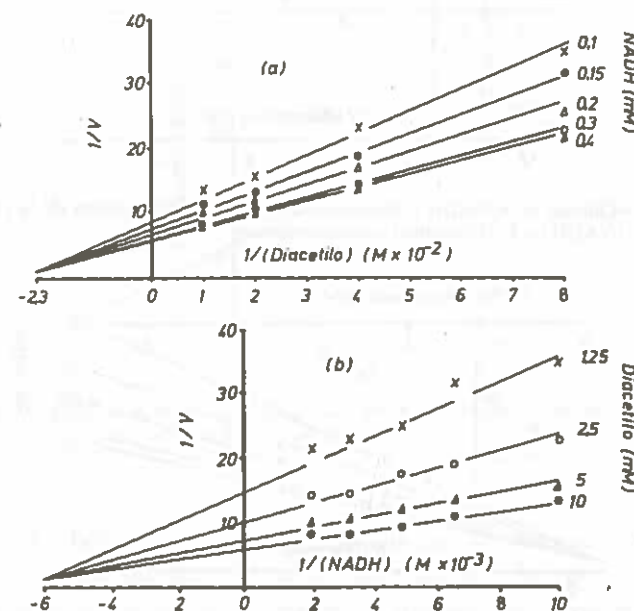 40
30
20
10
1/V
(a)
0,1
0,15
0,2
0,3
0,4
NADH (mM)
1/(Diacetilo) (M x 10-2)
-2,3 0 1 2 3 4 5 6 7 8
40
30
20
10
1/V
(b)
1,25
2,5
5
10
Diacetilo (mM)
1/(NADH) (M x 10-3)
-6 -4 -2 0 2 4 6 8 10